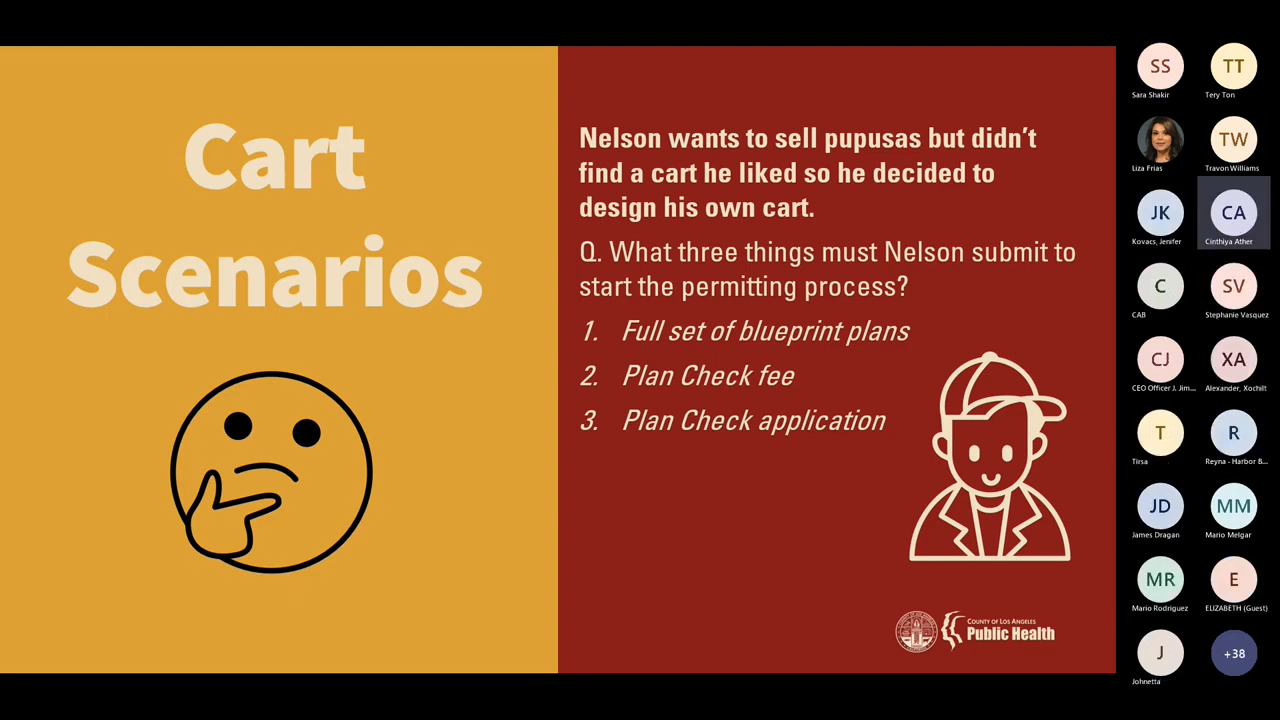 Cart
Scenarios
Nelson wants to sell pupusas but didn't
find a cart he liked so he decided to
design his own cart.
Q. What three things must Nelson submit to
start the permitting process?
1. Full set of blueprint plans
2. Plan Check fee
3. Plan Check application
COUNTY OF LOS ANGELES
Public Health
SS
Sara Shakir
TT
Tery Ton
Liza Frias
TW
Travon Williams
JK
Kovacs, Jenifer
CA
Cinthiya Ather
C
CAB
SV
Stephanie Vasquez
CJ
CEO Officer J. Jim...
XA
Alexander, Xochilt
T
Tirsa
R
Reyna - Harbor B...
JD
James Dragan
MM
Mario Melgar
MR
Mario Rodriguez
E
ELIZABETH (Guest)
J
Johnetta
+38